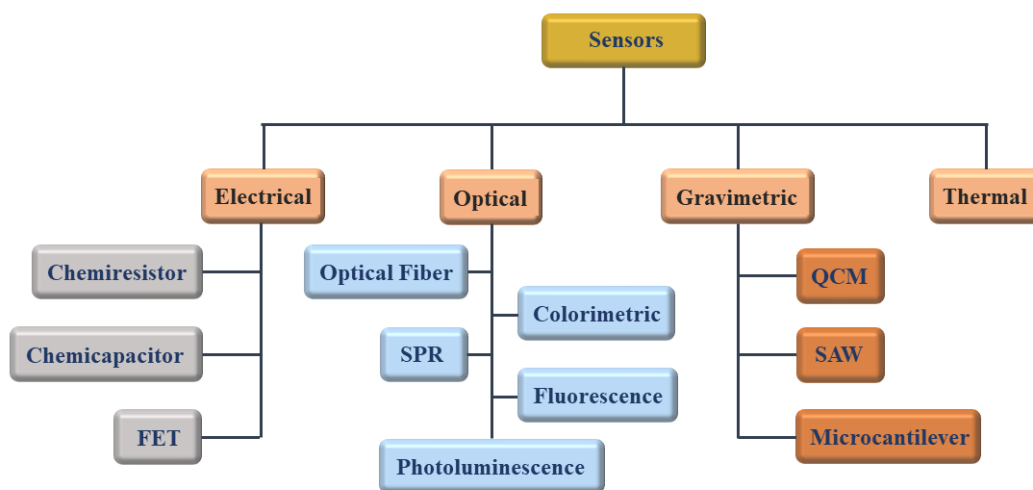 Sensors
Electrical
Optical
Gravimetric
Thermal
Chemiresistor
Chemicapacitor
FET
Optical Fiber
Colorimetric
SPR
Fluorescence
Photoluminescence
QCM
SAW
Microcantilever